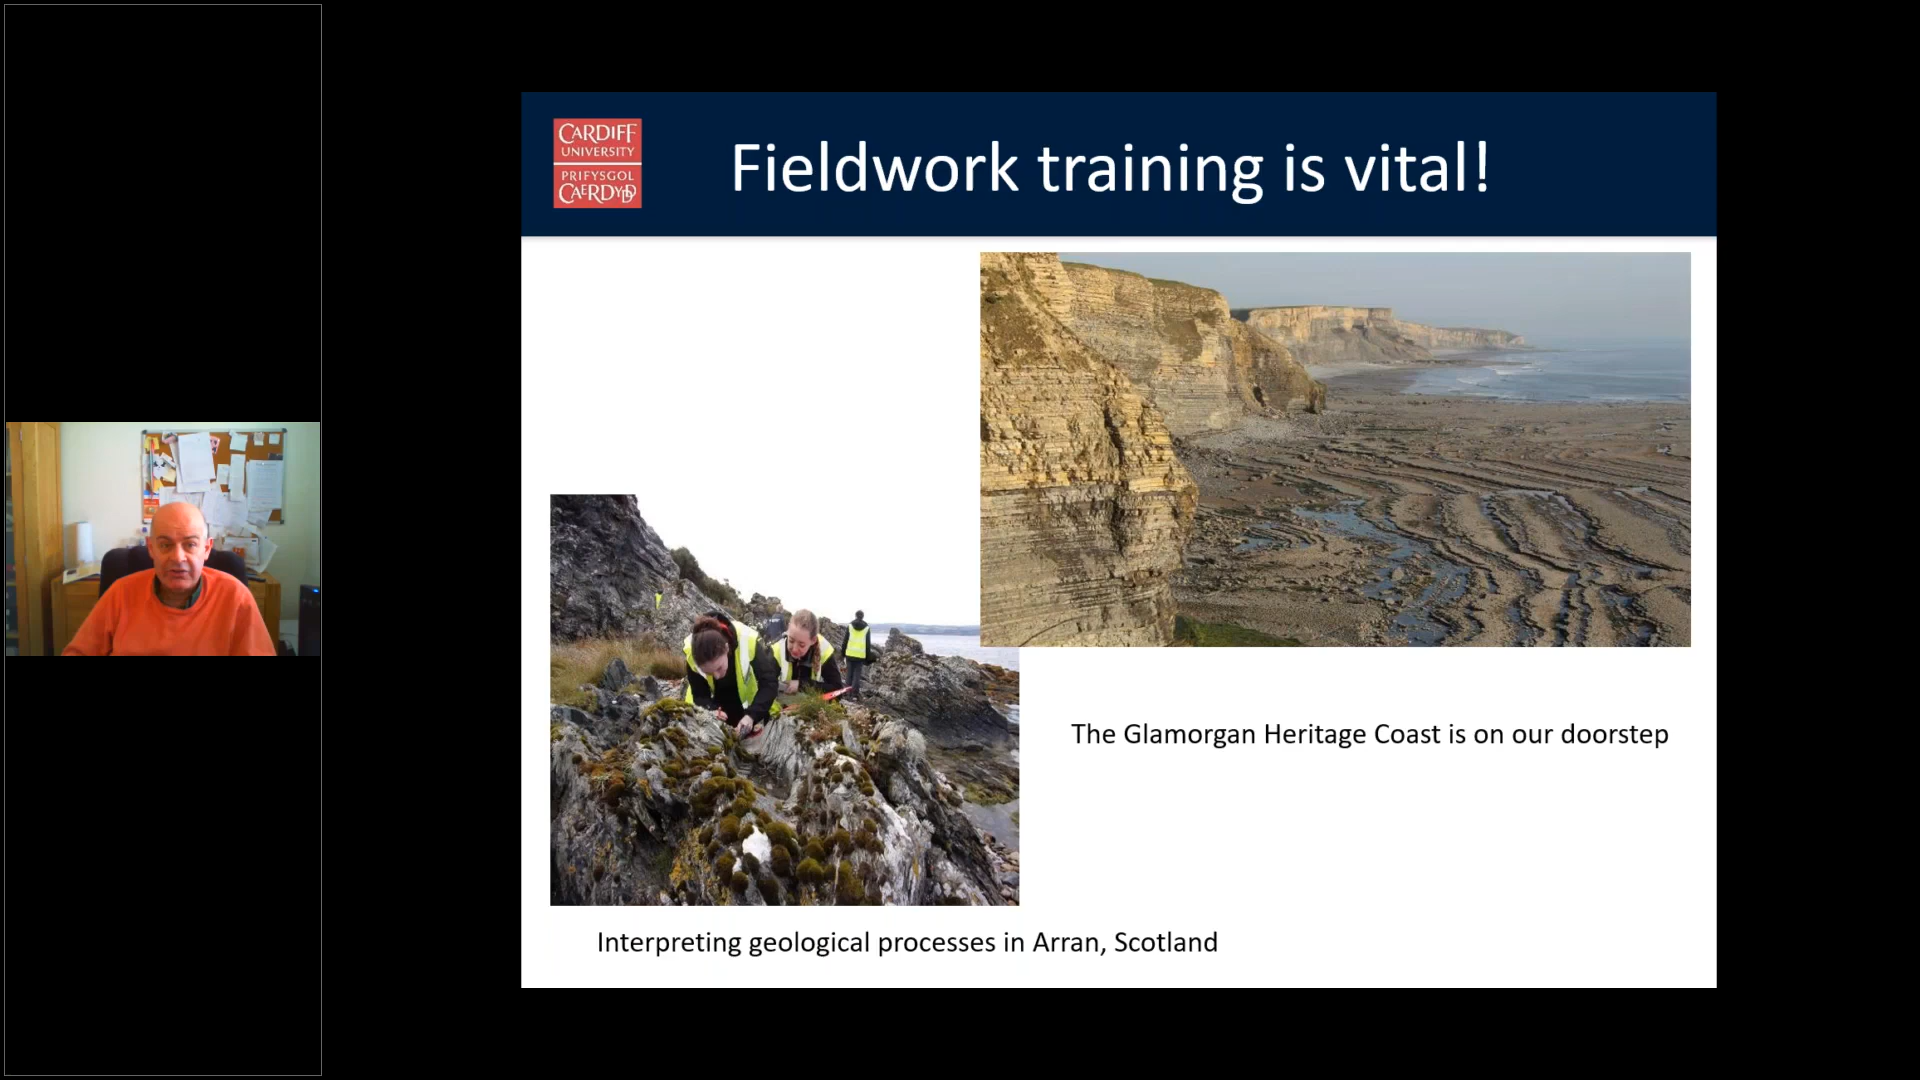 CARDIFF
UNIVERSITY
PRIFYSGOL
CAERDYDD
Fieldwork training is vital!
The Glamorgan Heritage Coast is on our doorstep
Interpreting geological processes in Arran, Scotland